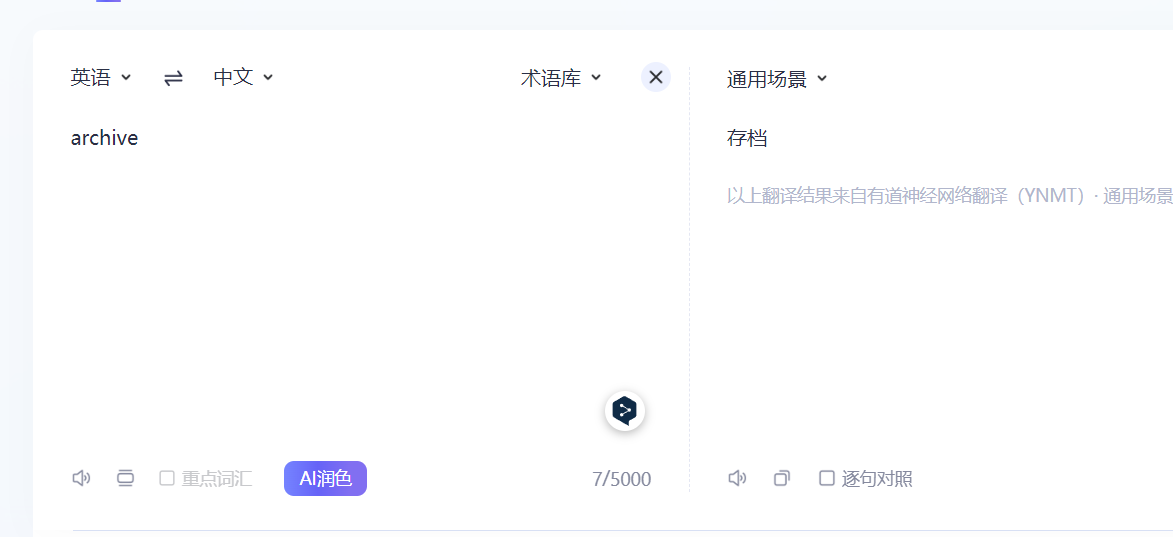 英语 中文 术语库 通用场景
archive 存档
以上翻译结果来自有道神经网络翻译（YNMT）· 通用场景
重点词汇 AI润色 7/5000 逐句对照